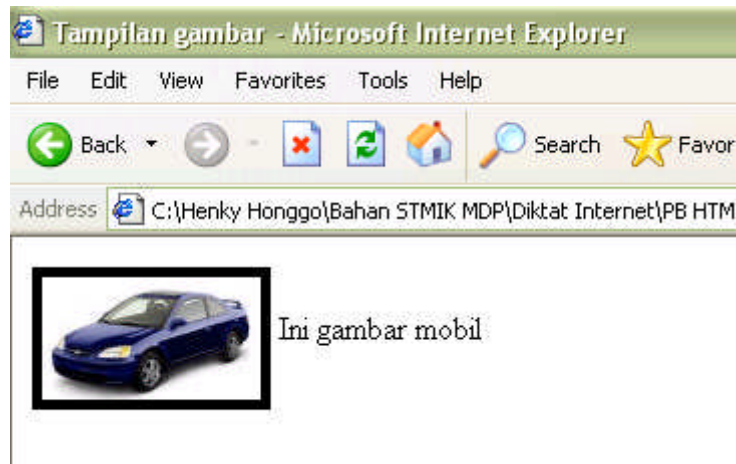 Tampilan gambar - Microsoft Internet Explorer
File Edit View Favorites Tools Help
Back Search Favor
Address C:\Henky Honggo\Bahan STMIK MDP\Diktat Internet\PB HTM
Ini gambar mobil